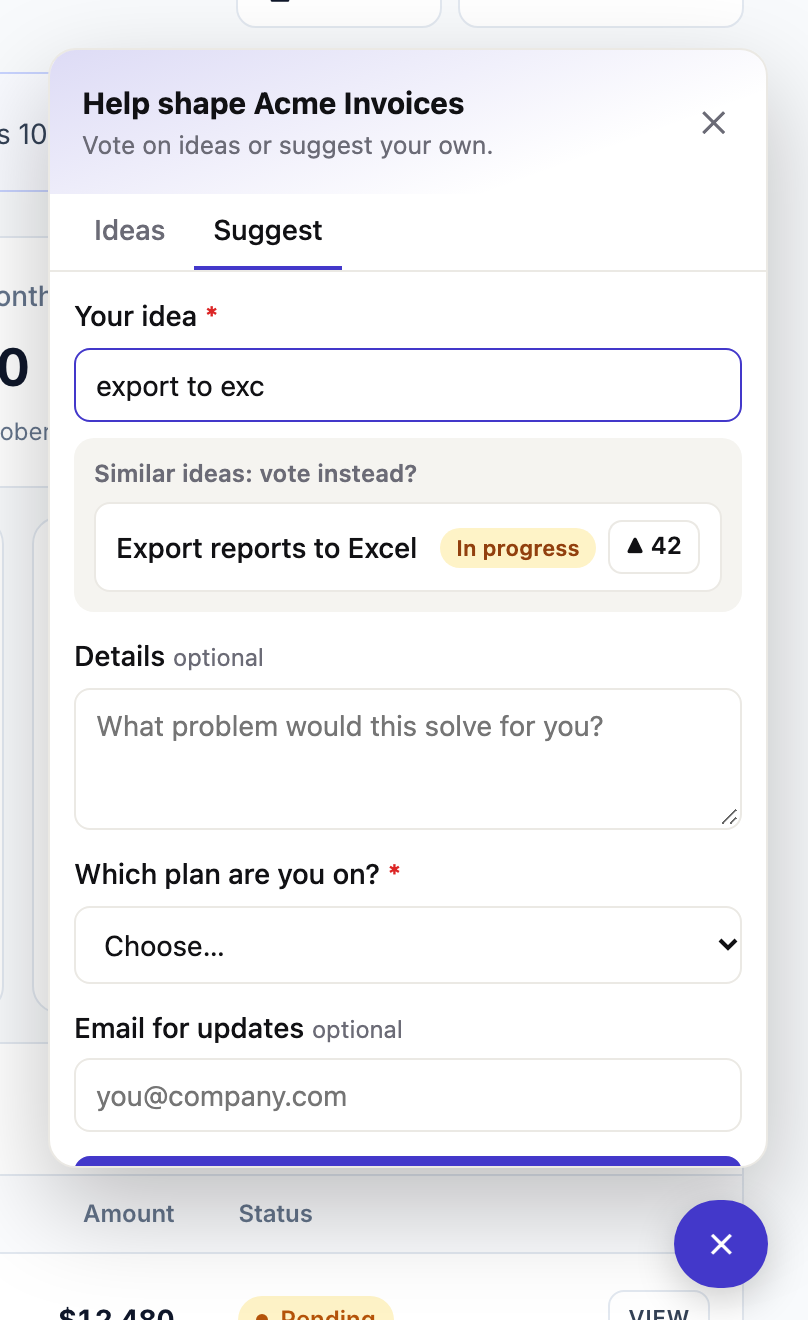 Help shape Acme Invoices
Vote on ideas or suggest your own.
s 10
Ideas
Suggest
onth
Your idea *
0
export to exc
ober
Similar ideas: vote instead?
Export reports to Excel
In progress
▲ 42
Details optional
What problem would this solve for you?
Which plan are you on? *
Choose...
Email for updates optional
you@company.com
Amount
Status
$12,480
Pending
VIEW